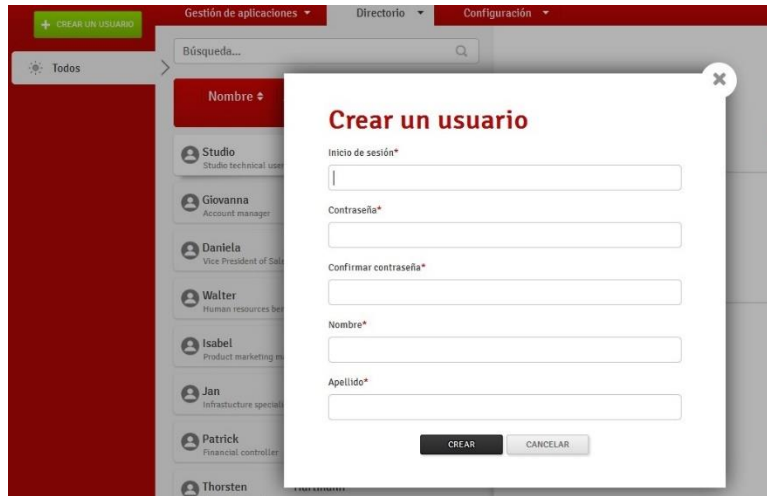 + CREAR UN USUARIO
Gestión de aplicaciones
Directorio
Configuración
Todos
Búsqueda...
Nombre
Studio
Studio technical user
Giovanna
Account manager
Daniela
Vice President of
Walter
Human resources
Isabel
Product marketing
Jan
Infrastucture
Patrick
Financial controller
Thorsten
Crear un usuario
Inicio de sesión*
Contraseña*
Confirmar contraseña*
Nombre*
Apellido*
CREAR
CANCELAR